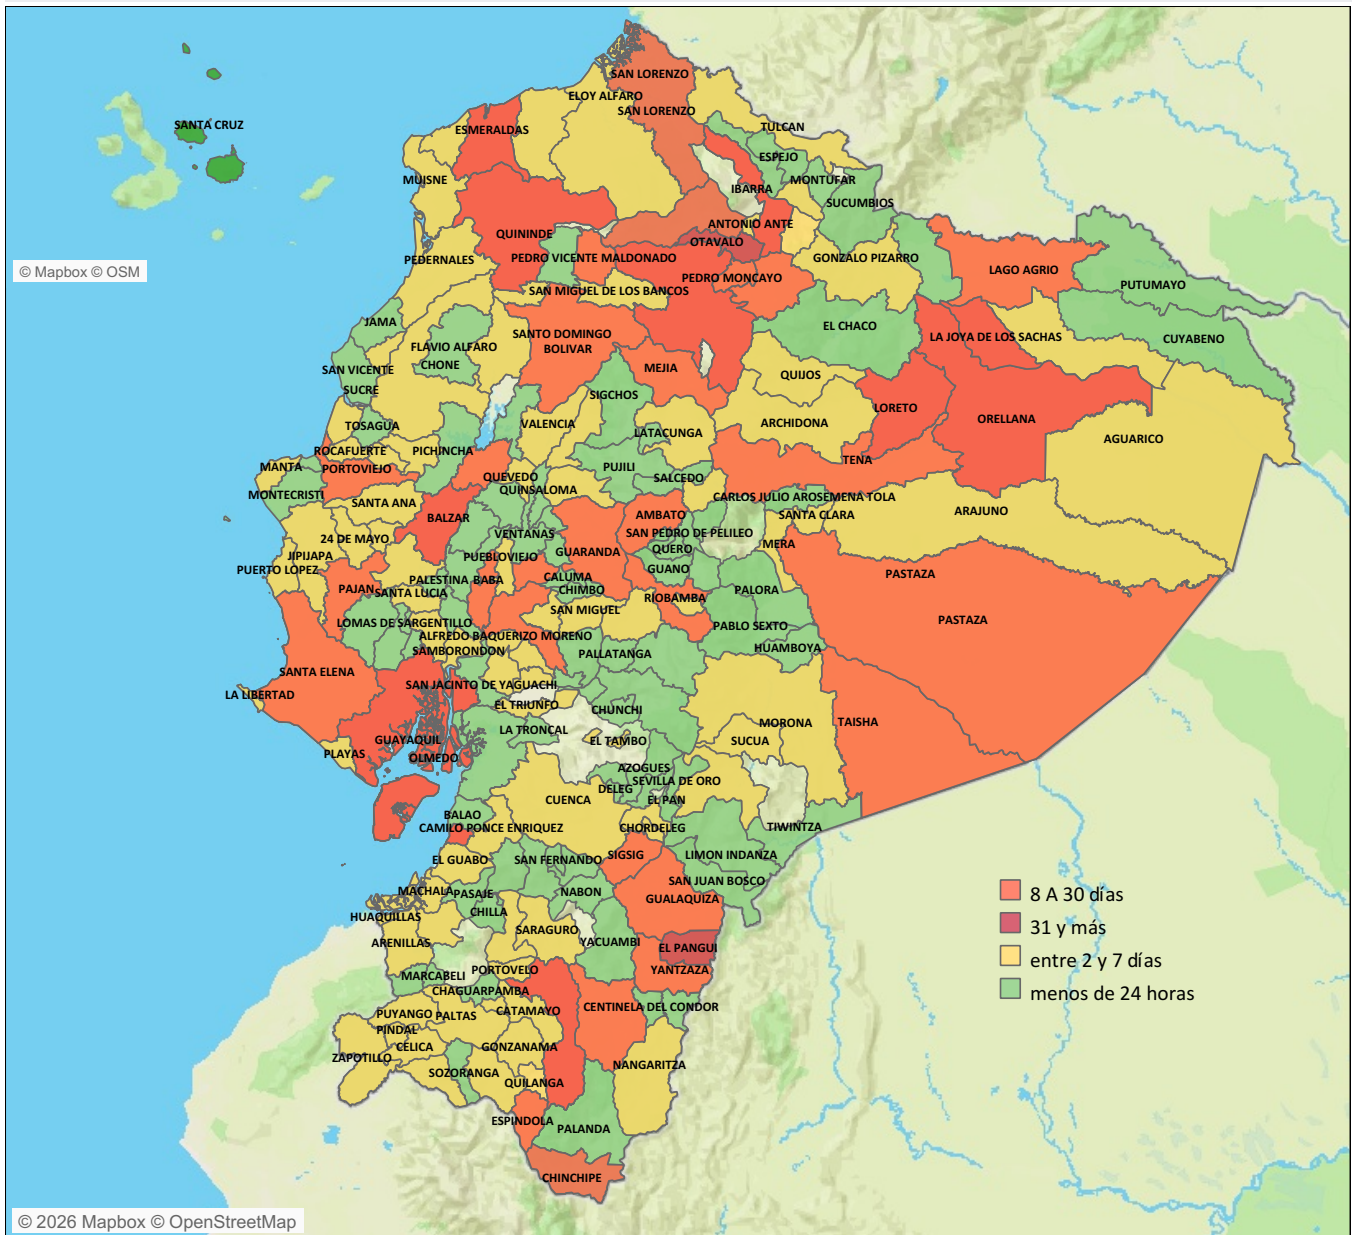 SAN LORENZO
ELOY ALFARO
SAN LORENZO
SANTA CRUZ
ESMERALDAS
TULCAN
ESPEJO
MUISNE
MONTUFAR
IBARRA
SUCUMBIOS
ANTONIO ANTE
QUININDE
OTAVALO
PEDERNALES
PEDRO VICENTE MALDONADO
GONZALO PIZARRO
© Mapbox © OSM
LAGO AGRIO
PEDRO MONCAYO
PUTUMAYO
SAN MIGUEL DE LOS BANCOS
JAMA
EL CHACO
SANTO DOMINGO
LA JOYA DE LOS SACHAS
CUYABENO
FLAVIO ALFARO
BOLIVAR
CHONE
SAN VICENTE
MEJIA
QUIJOS
SUCRE
SIGCHOS
LORETO
ORELLANA
TOSAGUA
VALENCIA
ARCHIDONA
LATACUNGA
AGUARICO
ROCAFUERTE
PICHINCHA
TENA
MANTA
PORTOVIEJO
PUJILI
QUEVEDO
SALCEDO
MONTECRISTI
QUINSALOMA
CARLOS JULIO AROSEMENA TOLA
SANTA ANA
ARAJUNO
BALZAR
AMBATO
SANTA CLARA
VENTANAS
SAN PEDRO DE PELILEO
24 DE MAYO
MERA
JIPIJAPA
PUEBLOVIEJO
GUARANDA
QUERO
PUERTO LOPEZ
GUANO
PASTAZA
PALESTINA
BABA
CALUMA
PAJAN
SANTA LUCIA
CHIMBO
PALORA
RIOBAMBA
SAN MIGUEL
PASTAZA
LOMAS DE SARGENTILLO
PABLO SEXTO
ALFREDO BAQUERIZO MORENO
SAMBORONDON
PALLATANGA
HUAMBOYA
SANTA ELENA
SAN JACINTO DE YAGUACHI
LA LIBERTAD
EL TRIUNFO
CHUNCHI
MORONA
TAISHA
LA TRONCAL
GUAYAQUIL
EL TAMBO
SUCUA
PLAYAS
OLMEDO
AZOGUES
SEVILLA DE ORO
DELEG
CUENCA
EL PAN
BALAO
CAMILO PONCE ENRIQUEZ
CHORDELEG
TIWINTZA
EL GUABO
SAN FERNANDO
SIGSIG
LIMON INDANZA
SAN JUAN BOSCO
MACHALA
PASAJE
NABON
GUALAQUIZA
8 A 30 días
HUAQUILLAS
CHILLA
31 y más
SARAGURO
ARENILLAS
YACUAMBI
EL PANGUI
entre 2 y 7 días
MARCABELI
PORTOVELO
YANTZAZA
CHAGUARPAMBA
menos de 24 horas
PUYANGO
PALTAS
CATAMAYO
CENTINELA DEL CONDOR
PINDAL
CELICA
GONZANAMA
ZAPOTILLO
SOZORANGA
NANGARITZA
QUILANGA
ESPINDOLA
PALANDA
CHINCHIPE
© 2026 Mapbox © OpenStreetMap